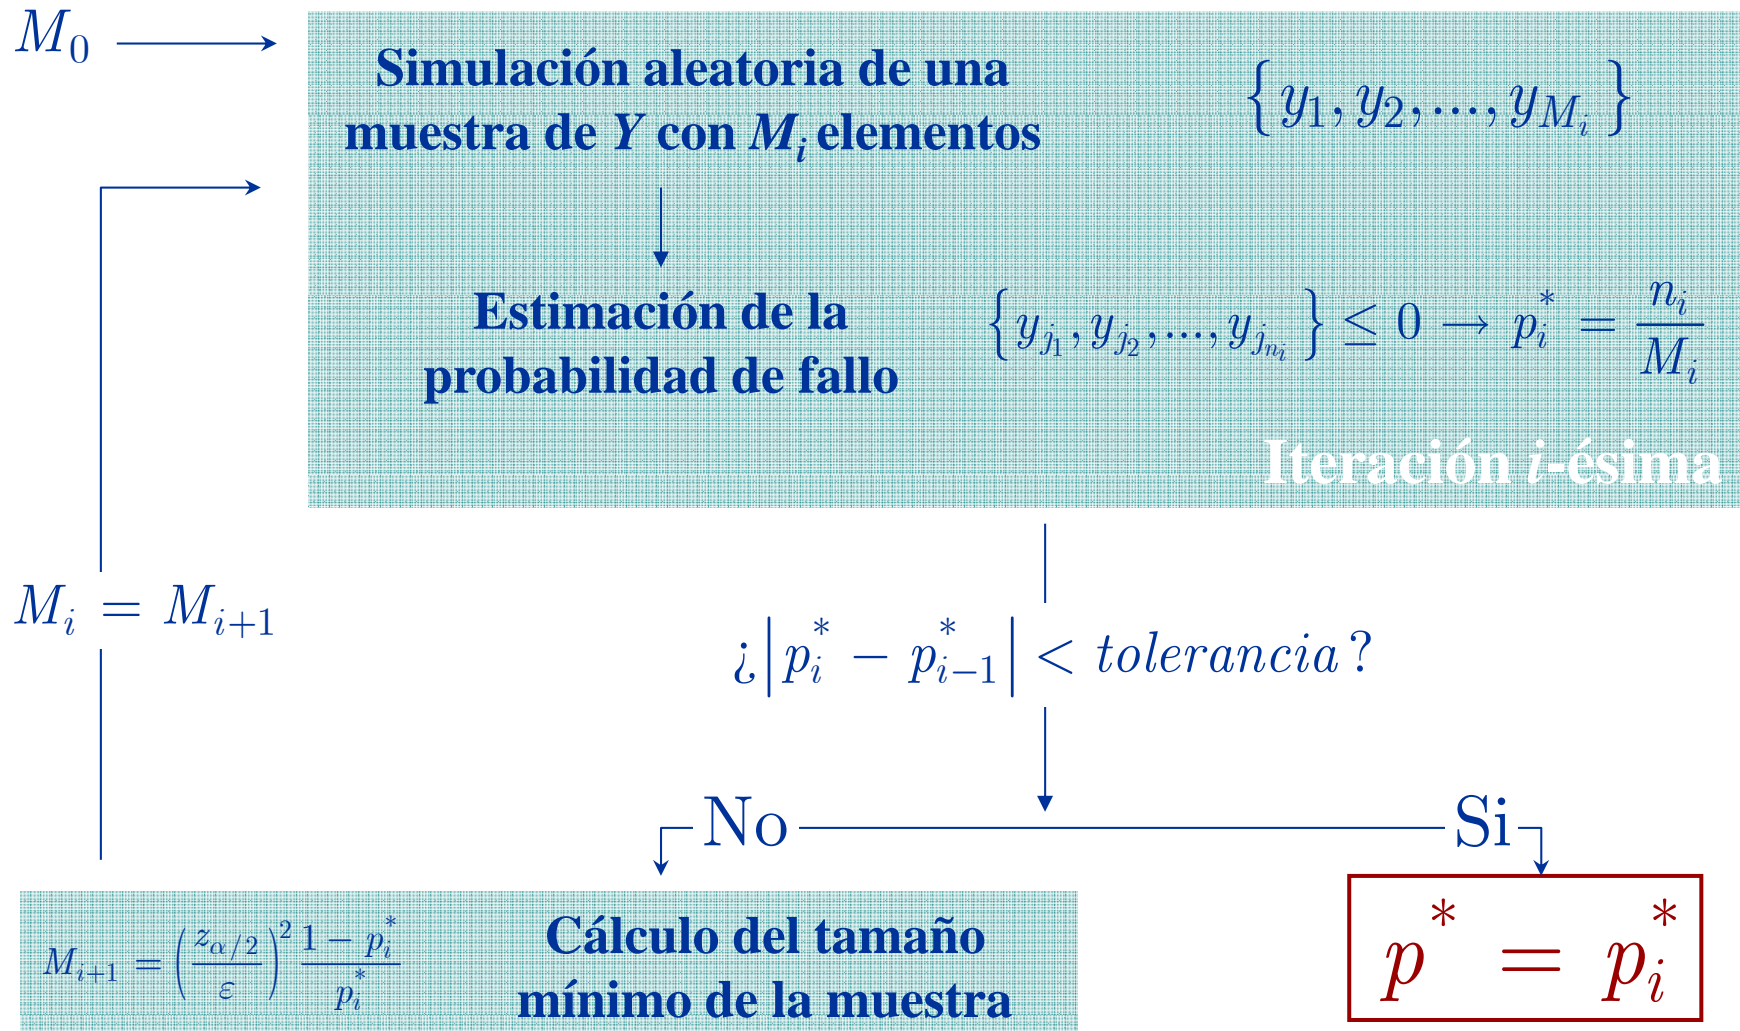 M_0
Simulación aleatoria de una
muestra de Y con M_i elementos
{y_1, y_2, ..., y_{M_i}}
Estimación de la
probabilidad de fallo
{y_{j_1}, y_{j_2}, ..., y_{j_{n_i}}} ≤ 0 → p_i^* = \frac{n_i}{M_i}
Iteración i-ésima
M_i = M_{i+1}
¿|p_i^* − p_{i−1}^*| < tolerancia?
No
Si
M_{i+1} = (\frac{z_{α/2}}{ε})^2 \frac{1 − p_i^*}{p_i^*}
Cálculo del tamaño
mínimo de la muestra
p^* = p_i^*